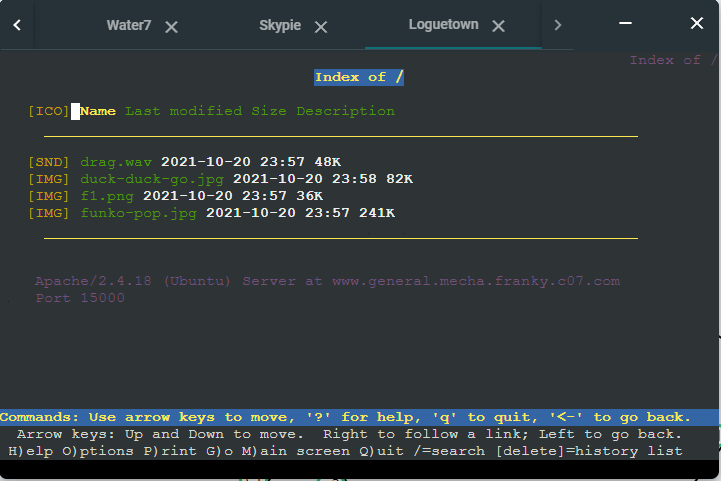 Water7 Skypie Loguetown
Index of /
Index of /
[ICO] Name Last modified Size Description
[SND] drag.wav 2021-10-20 23:57 48K
[IMG] duck-duck-go.jpg 2021-10-20 23:58 82K
[IMG] f1.png 2021-10-20 23:57 36K
[IMG] funko-pop.jpg 2021-10-20 23:57 241K
Apache/2.4.18 (Ubuntu) Server at www.general.mecha.franky.c07.com
Port 15000
Commands: Use arrow keys to move, '?' for help, 'q' to quit, '<-' to go back.
Arrow keys: Up and Down to move. Right to follow a link; Left to go back.
H)elp O)ptions P)rint G)o M)ain screen Q)uit /=search [delete]=history list